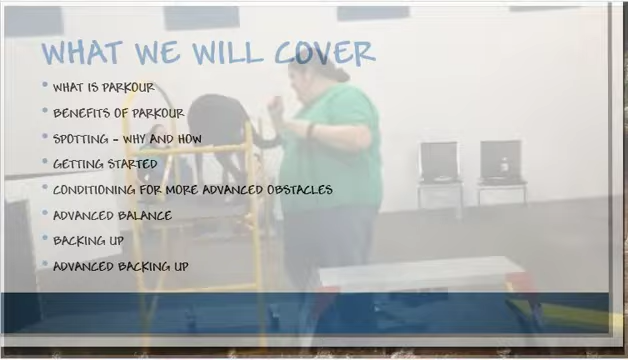 WHAT WE WILL COVER
WHAT IS PARKOUR
BENEFITS OF PARKOUR
SPOTTING - WHY AND HOW
GETTING STARTED
CONDITIONING FOR MORE ADVANCED OBSTACLES
ADVANCED BALANCE
BACKING UP
ADVANCED BACKING UP